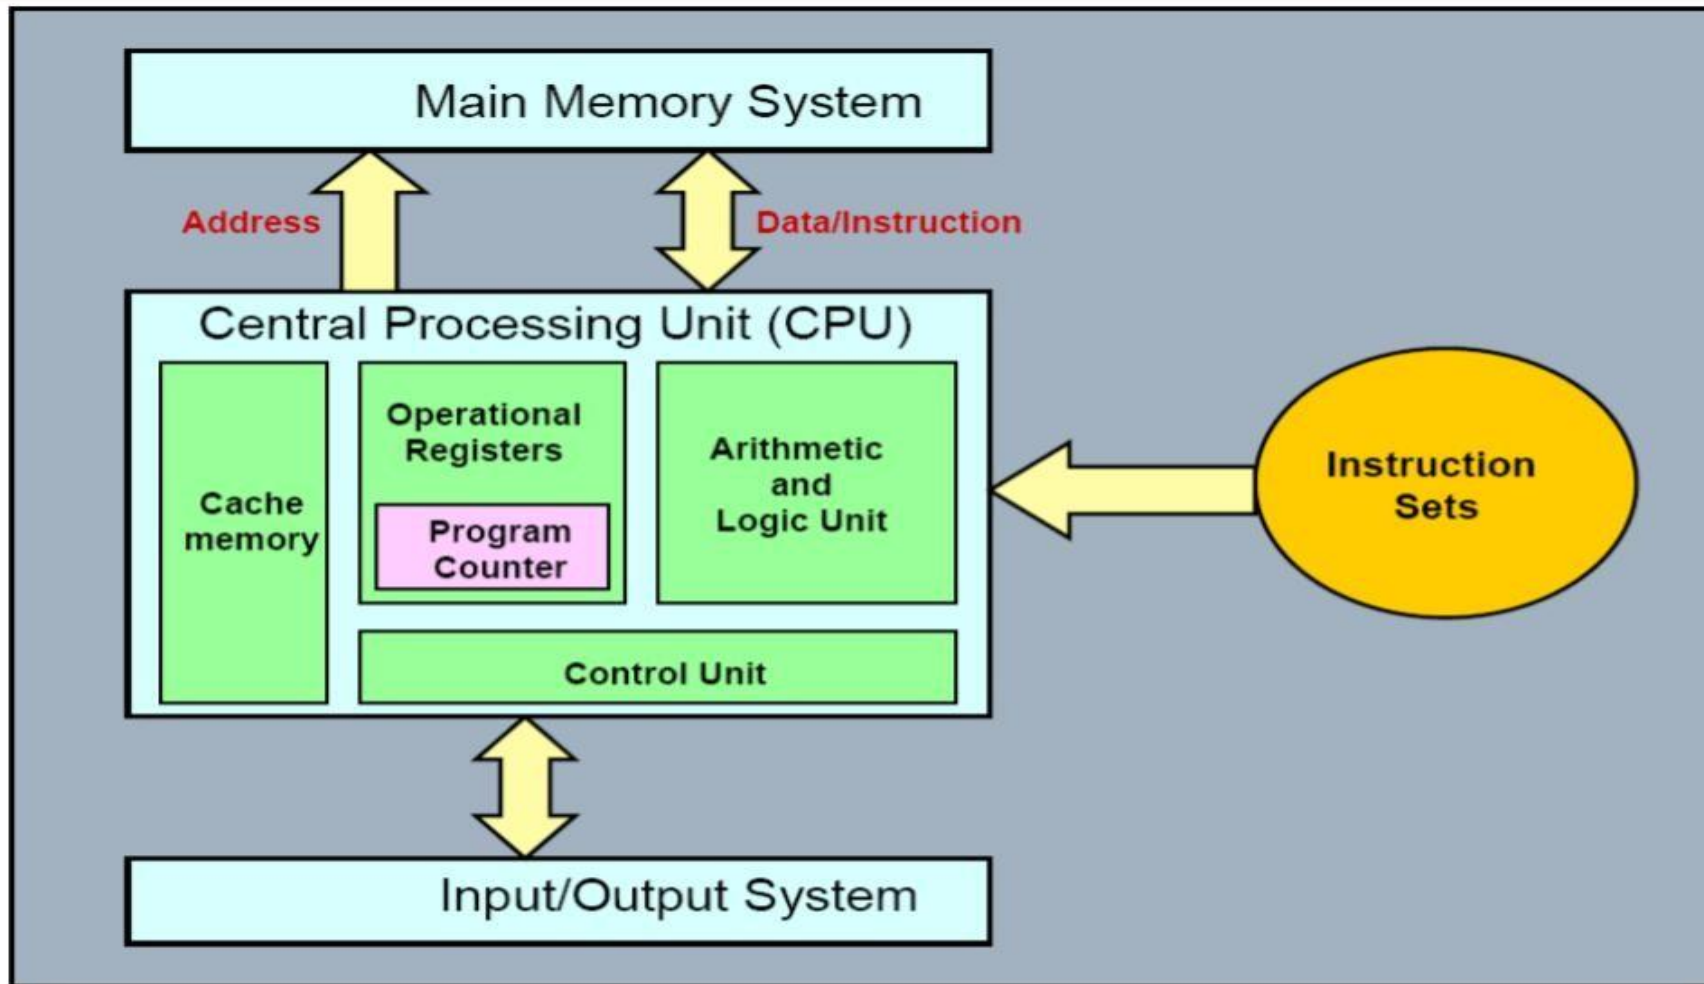 Main Memory System
Address
Data/Instruction
Central Processing Unit (CPU)
Cache
memory
Operational
Registers
Program
Counter
Arithmetic
and
Logic Unit
Control Unit
Instruction
Sets
Input/Output System